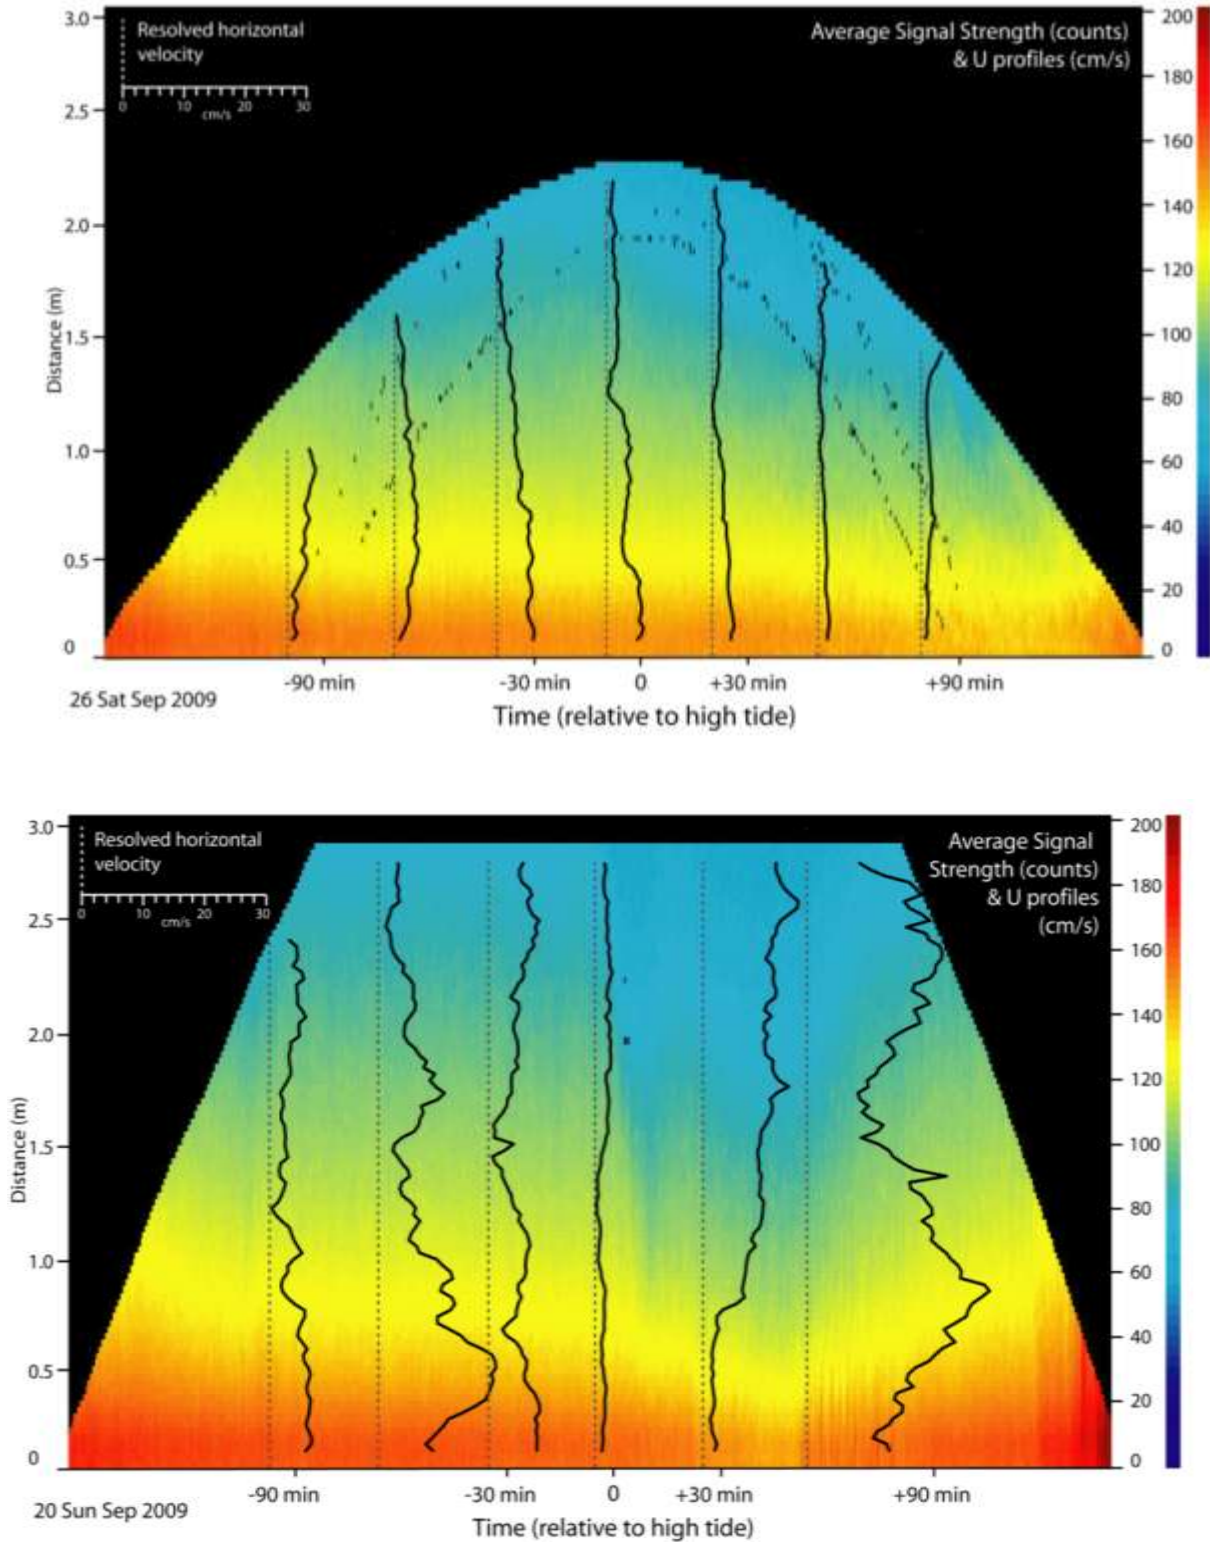 3.0
Resolved horizontal
velocity
0 10 20 30
cm/s
Average Signal Strength (counts)
& U profiles (cm/s)
200
180
160
140
120
100
80
60
40
20
0
2.5
2.0
1.5
1.0
0.5
0
Distance (m)
-90 min -30 min 0 +30 min +90 min
26 Sat Sep 2009
Time (relative to high tide)
3.0
Resolved horizontal
velocity
0 10 20 30
cm/s
Average Signal
Strength (counts)
& U profiles
(cm/s)
200
180
160
140
120
100
80
60
40
20
0
2.5
2.0
1.5
1.0
0.5
0
Distance (m)
-90 min -30 min 0 +30 min +90 min
20 Sun Sep 2009
Time (relative to high tide)